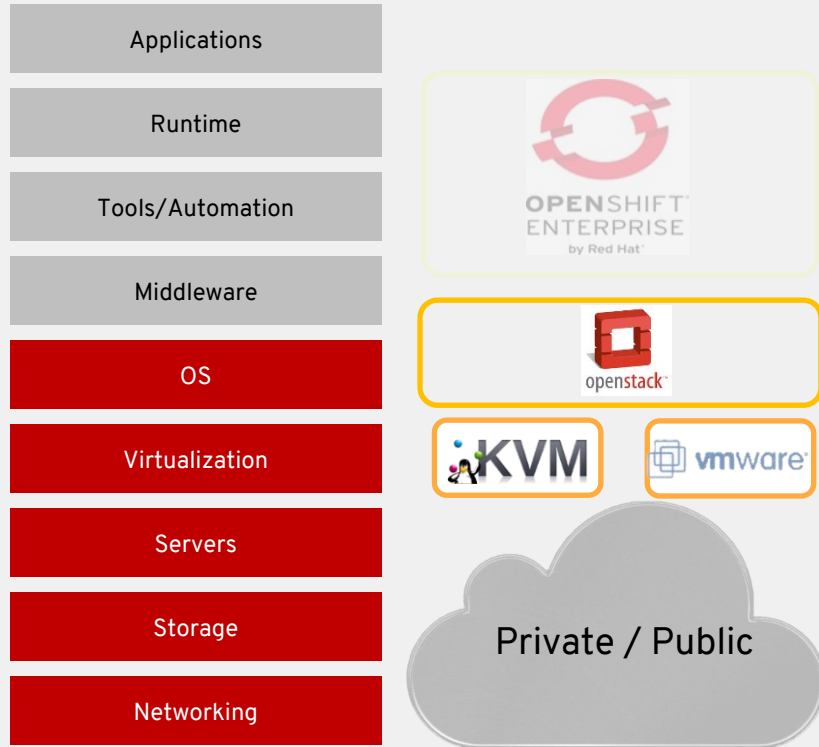 Applications
Runtime
Tools/Automation
Middleware
OS
Virtualization
Servers
Storage
Networking
OPENSHIFT
ENTERPRISE
by Red Hat®
openstack™
KVM
vmware®
Private / Public